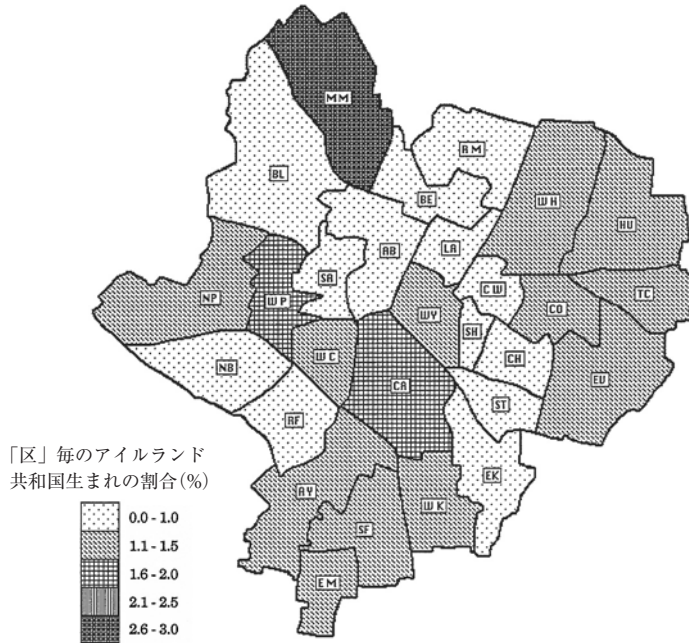 MM
RM
BL
BE
WH
HU
AB
LA
SA
CW
NP
WP
WY
CO
TC
SH
WC
CH
NB
CA
EV
ST
RF
「区」毎のアイルランド
共和国生まれの割合(%)
RY
WK
EK
SF
EM
0.0 - 1.0
1.1 - 1.5
1.6 - 2.0
2.1 - 2.5
2.6 - 3.0